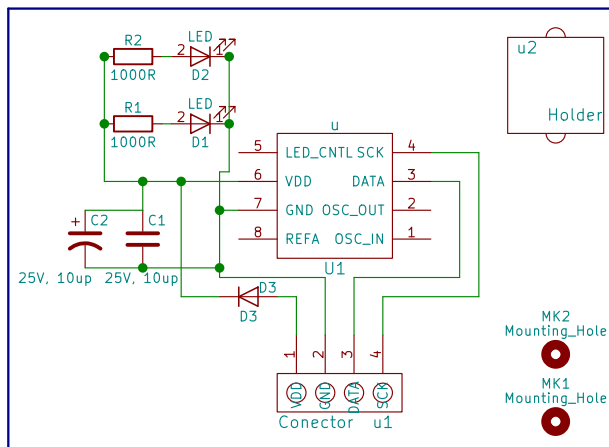 R2
1000R
2
LED
1
D2
R1
1000R
2
LED
1
D1
u2
Holder
u
5
LED_CNTL
SCK
4
6
VDD
DATA
3
7
GND
OSC_OUT
2
8
REFA
OSC_IN
1
U1
+
C2
25V, 10up
C1
25V, 10up
D3
D3
1
2
3
4
VDD
GND
DATA
SCK
Conector
u1
MK2
Mounting_Hole
MK1
Mounting_Hole